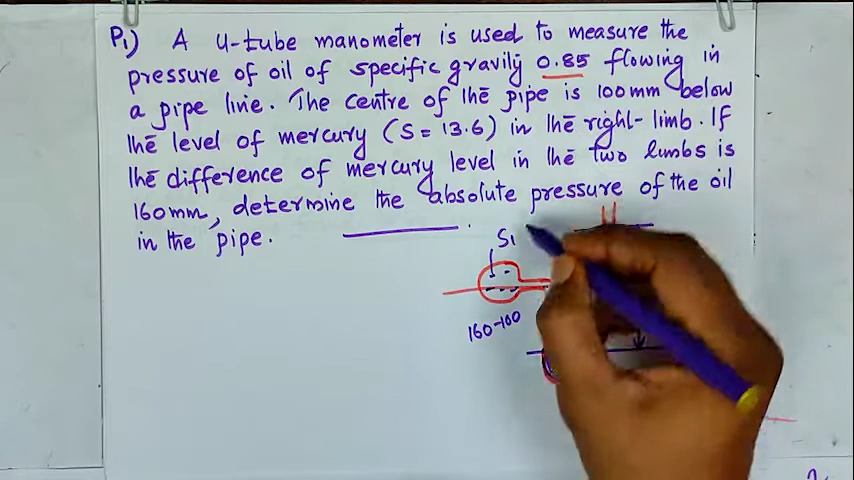 P1) A U-tube manometer is used to measure the
pressure of oil of specific gravity 0.85 flowing in
a pipe line. The centre of the pipe is 100mm below
the level of mercury (S = 13.6) in the right-limb. If
the difference of mercury level in the two limbs is
160mm, determine the absolute pressure of the oil
in the pipe.
S1
160-100